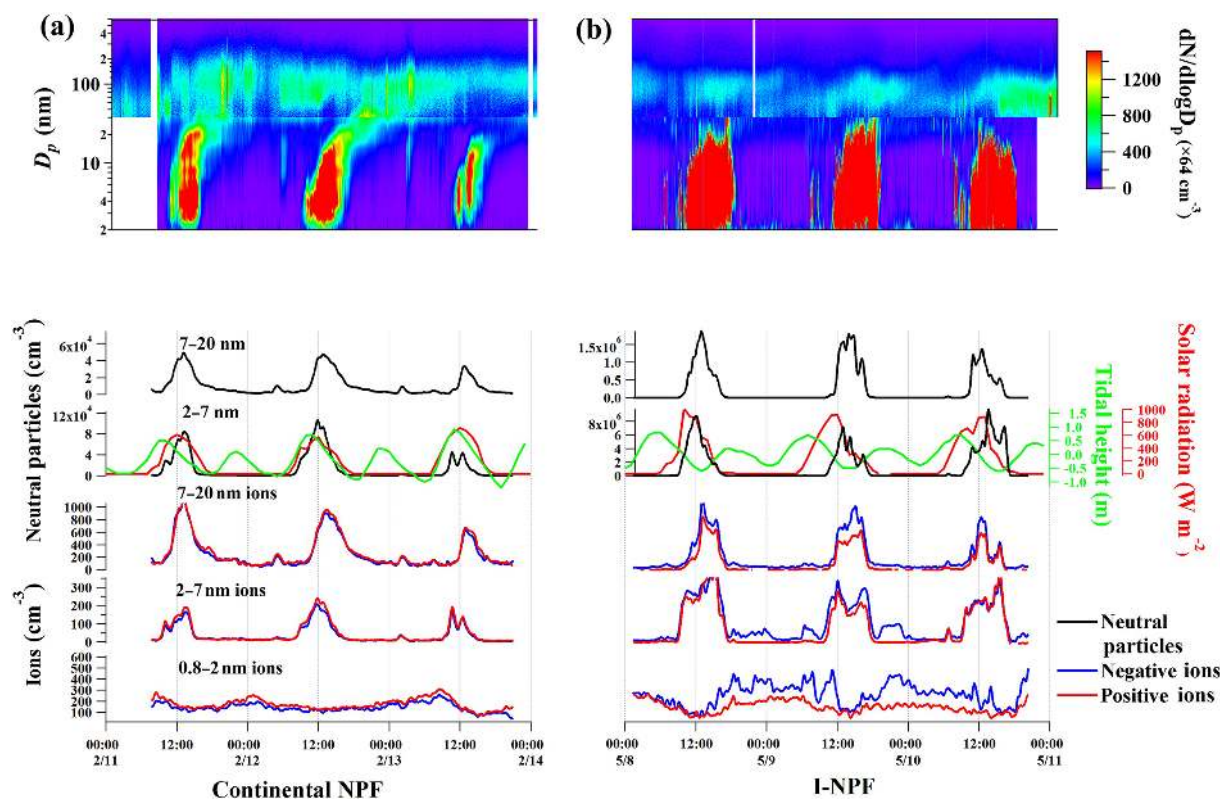 (a)
(b)
4
2
100
4
2
10
4
2
D_p (nm)
1200
800
400
0
dN/dlogD_p (×64 cm^-3)
Neutral particles (cm^-3)
6x10^4
4
2
0
7–20 nm
12x10^4
8
4
0
2–7 nm
Ions (cm^-3)
1000
800
600
400
200
0
7–20 nm ions
300
200
100
0
2–7 nm ions
600
500
400
300
200
100
0.8–2 nm ions
00:00 12:00 00:00 12:00 00:00 12:00 00:00
2/11 2/12 2/13 2/14
Continental NPF
1.5x10^6
1.0
0.5
0.0
8x10^6
6
4
2
0
1.5
1.0
0.5
0.0
-0.5
-1.0
Tidal height (m)
1000
800
600
400
200
0
Solar radiation (W m^-2)
00:00 12:00 00:00 12:00 00:00 12:00 00:00
5/8 5/9 5/10 5/11
I-NPF
Neutral
particles
Negative ions
Positive ions